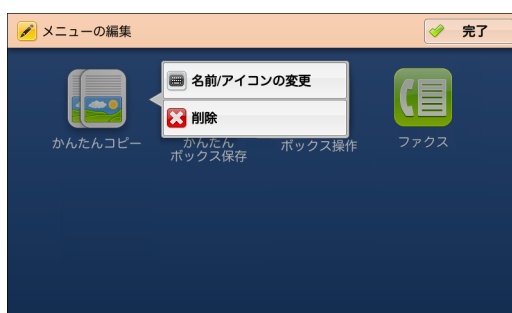 メニューの編集
完了
名前/アイコンの変更
削除
かんたんコピー
かんたん
ボックス保存
ボックス操作
ファクス